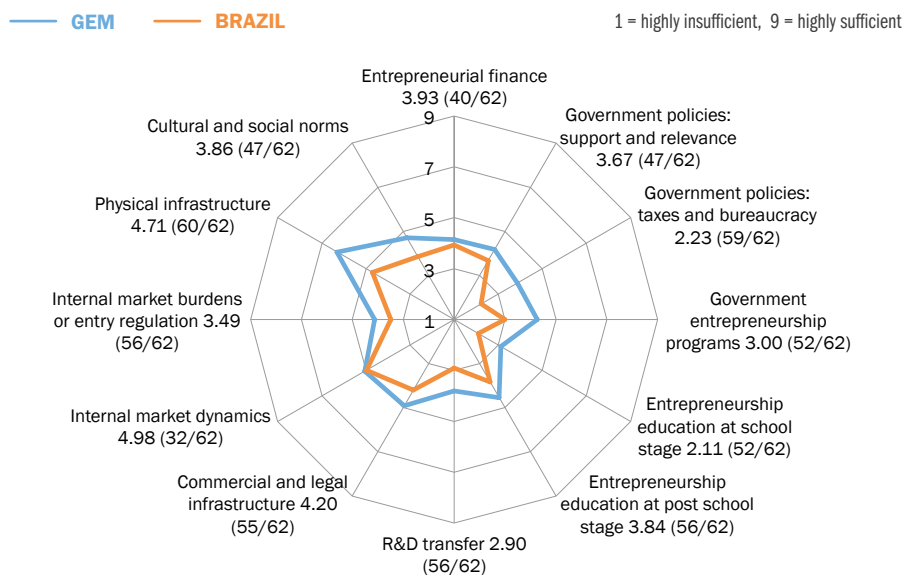 GEM BRAZIL 1 = highly insufficient, 9 = highly sufficient
Entrepreneurial finance
3.93 (40/62)
Government policies:
support and relevance
3.67 (47/62)
Government policies:
taxes and bureaucracy
2.23 (59/62)
Government
entrepreneurship
programs 3.00 (52/62)
Entrepreneurship
education at school
stage 2.11 (52/62)
Entrepreneurship
education at post school
stage 3.84 (56/62)
R&D transfer 2.90
(56/62)
Commercial and legal
infrastructure 4.20
(55/62)
Internal market dynamics
4.98 (32/62)
Internal market burdens
or entry regulation 3.49
(56/62)
Physical infrastructure
4.71 (60/62)
Cultural and social norms
3.86 (47/62)
9
7
5
3
1